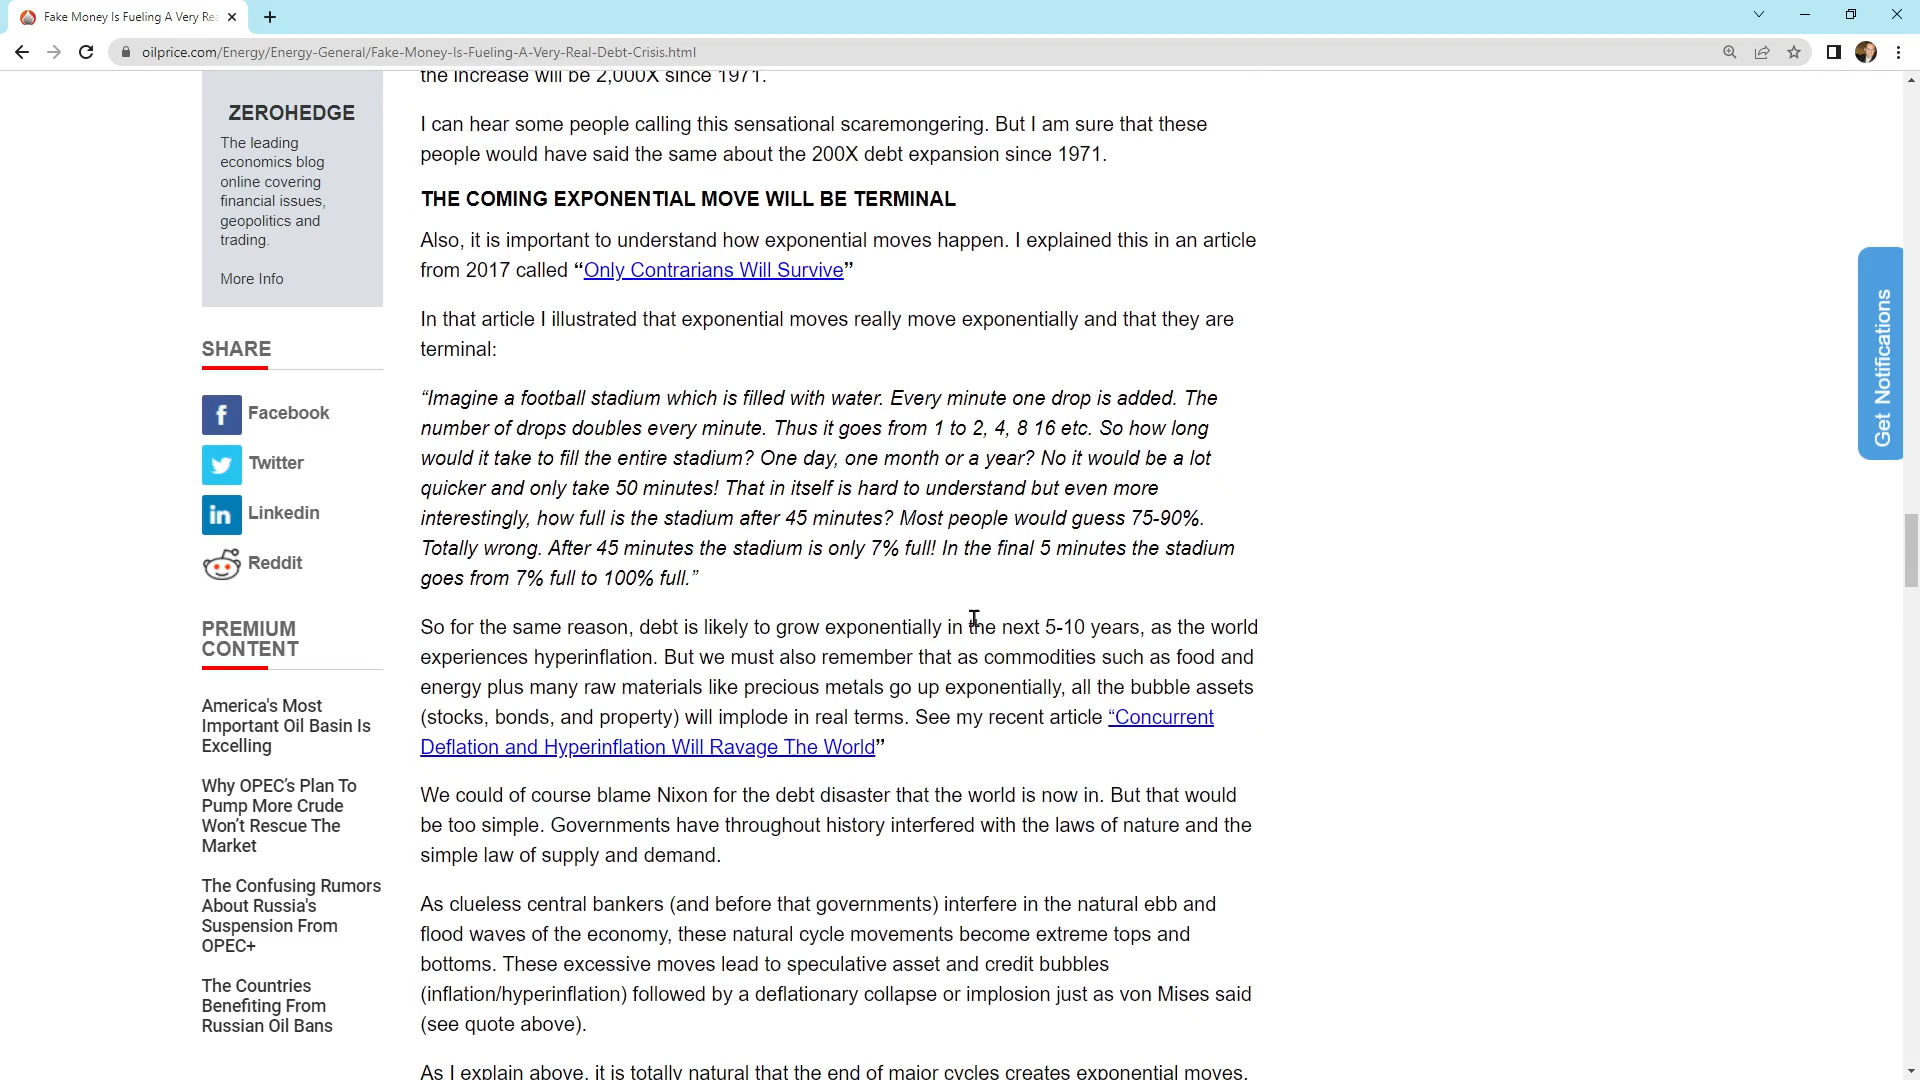 Fake Money Is Fueling A Very Rea
oilprice.com/Energy/Energy-General/Fake-Money-Is-Fueling-A-Very-Real-Debt-Crisis.html
ZEROHEDGE
The leading
economics blog
online covering
financial issues,
geopolitics and
trading.
More Info
SHARE
Facebook
Twitter
Linkedin
Reddit
PREMIUM
CONTENT
America's Most
Important Oil Basin Is
Excelling
Why OPEC’s Plan To
Pump More Crude
Won’t Rescue The
Market
The Confusing Rumors
About Russia's
Suspension From
OPEC+
The Countries
Benefiting From
Russian Oil Bans
the increase will be 2,000X since 1971.
I can hear some people calling this sensational scaremongering. But I am sure that these
people would have said the same about the 200X debt expansion since 1971.
THE COMING EXPONENTIAL MOVE WILL BE TERMINAL
Also, it is important to understand how exponential moves happen. I explained this in an article
from 2017 called “Only Contrarians Will Survive”
In that article I illustrated that exponential moves really move exponentially and that they are
terminal:
“Imagine a football stadium which is filled with water. Every minute one drop is added. The
number of drops doubles every minute. Thus it goes from 1 to 2, 4, 8 16 etc. So how long
would it take to fill the entire stadium? One day, one month or a year? No it would be a lot
quicker and only take 50 minutes! That in itself is hard to understand but even more
interestingly, how full is the stadium after 45 minutes? Most people would guess 75-90%.
Totally wrong. After 45 minutes the stadium is only 7% full! In the final 5 minutes the stadium
goes from 7% full to 100% full.”
So for the same reason, debt is likely to grow exponentially in the next 5-10 years, as the world
experiences hyperinflation. But we must also remember that as commodities such as food and
energy plus many raw materials like precious metals go up exponentially, all the bubble assets
(stocks, bonds, and property) will implode in real terms. See my recent article “Concurrent
Deflation and Hyperinflation Will Ravage The World”
We could of course blame Nixon for the debt disaster that the world is now in. But that would
be too simple. Governments have throughout history interfered with the laws of nature and the
simple law of supply and demand.
As clueless central bankers (and before that governments) interfere in the natural ebb and
flood waves of the economy, these natural cycle movements become extreme tops and
bottoms. These excessive moves lead to speculative asset and credit bubbles
(inflation/hyperinflation) followed by a deflationary collapse or implosion just as von Mises said
(see quote above).
As I explain above, it is totally natural that the end of major cycles creates exponential moves.
Get Notifications